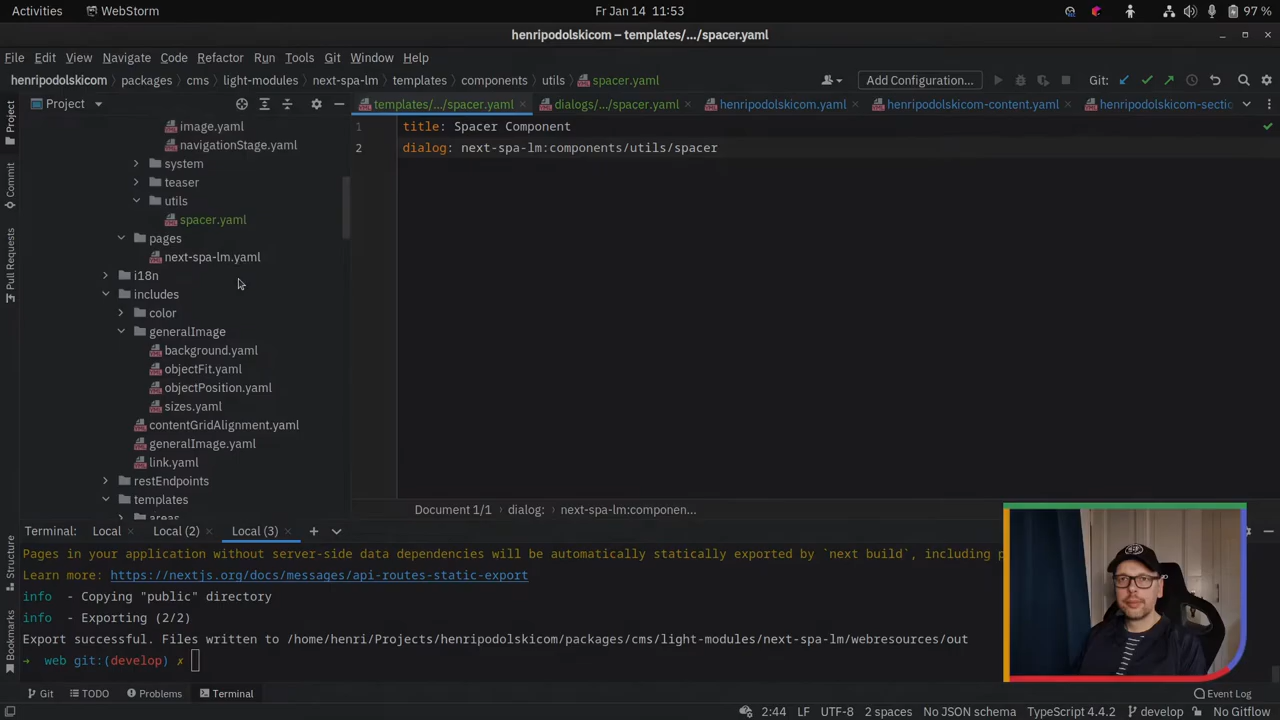 Activities WebStorm Fr Jan 14 11:53 97 %
henripodolskicom – templates/.../spacer.yaml
File Edit View Navigate Code Refactor Run Tools Git Window Help
henripodolskicom packages cms light-modules next-spa-lm templates components utils spacer.yaml Add Configuration... Git:
Project templates/.../spacer.yaml dialogs/.../spacer.yaml henripodolskicom.yaml henripodolskicom-content.yaml henripodolskicom-sectio
Project
Commit
Pull Requests
Structure
Bookmarks
image.yaml
navigationStage.yaml
system
teaser
utils
spacer.yaml
pages
next-spa-lm.yaml
i18n
includes
color
generalImage
background.yaml
objectFit.yaml
objectPosition.yaml
sizes.yaml
contentGridAlignment.yaml
generalImage.yaml
link.yaml
restEndpoints
templates
areas
1 title: Spacer Component
2 dialog: next-spa-lm:components/utils/spacer
Document 1/1 dialog: next-spa-lm:componen...
Terminal: Local Local (2) Local (3)
Pages in your application without server-side data dependencies will be automatically statically exported by `next build`, including p
Learn more: https://nextjs.org/docs/messages/api-routes-static-export
info - Copying "public" directory
info - Exporting (2/2)
Export successful. Files written to /home/henri/Projects/henripodolskicom/packages/cms/light-modules/next-spa-lm/webresources/out
→ web git:(develop) ✗
Git TODO Problems Terminal Event Log
2:44 LF UTF-8 2 spaces No JSON schema TypeScript 4.4.2 develop No Gitflow